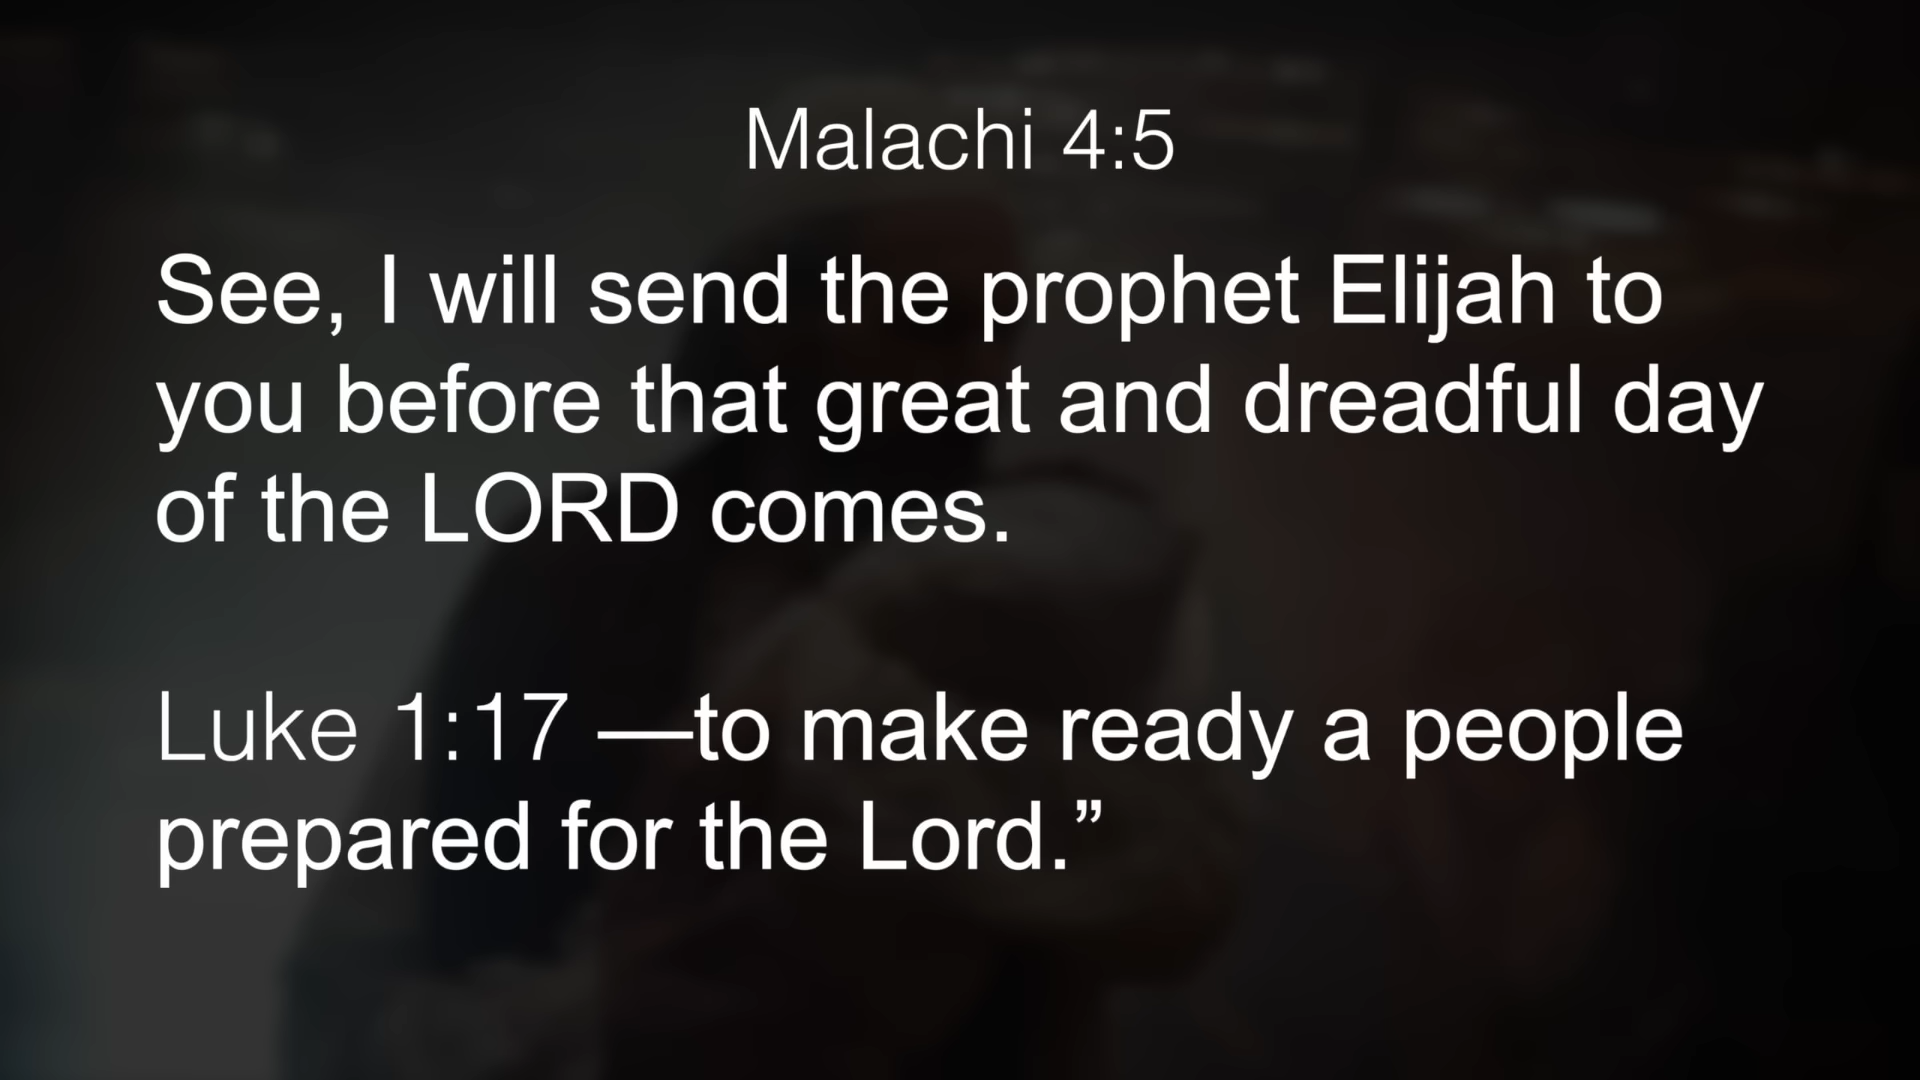 Malachi 4:5
See, I will send the prophet Elijah to
you before that great and dreadful day
of the LORD comes.
Luke 1:17 —to make ready a people
prepared for the Lord.”